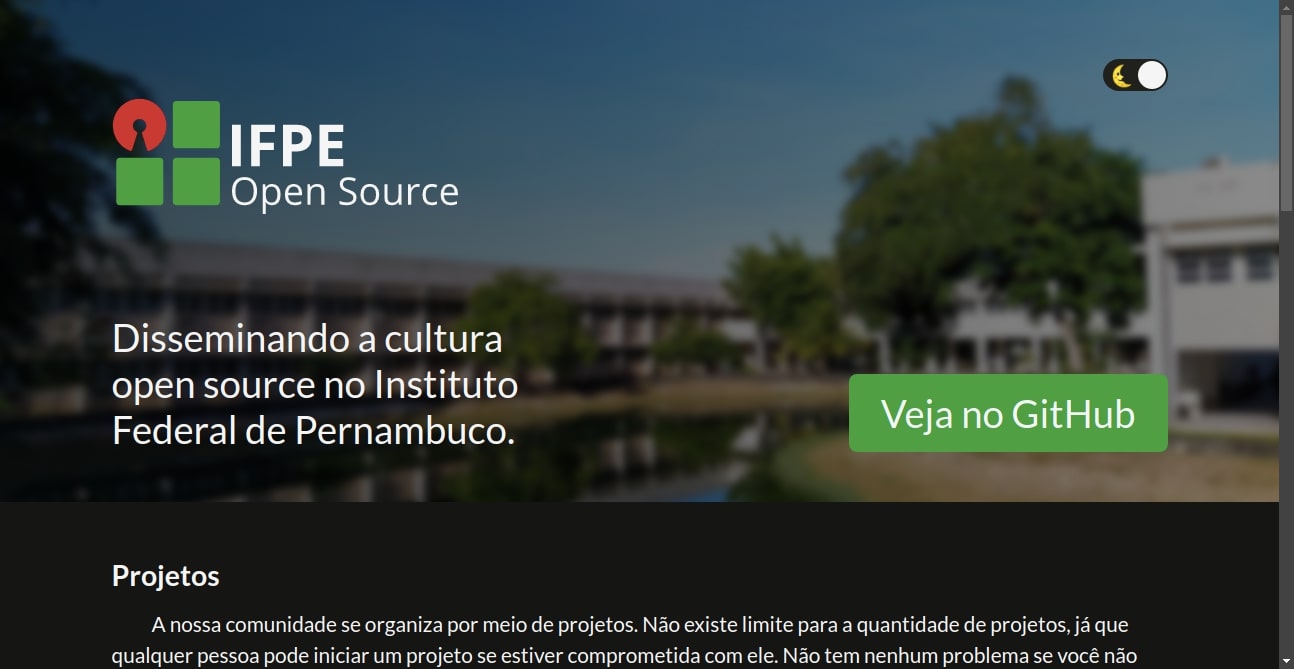 IFPE
Open Source
Disseminando a cultura
open source no Instituto
Federal de Pernambuco.
Veja no GitHub
Projetos
A nossa comunidade se organiza por meio de projetos. Não existe limite para a quantidade de projetos, já que
qualquer pessoa pode iniciar um projeto se estiver comprometida com ele. Não tem nenhum problema se você não